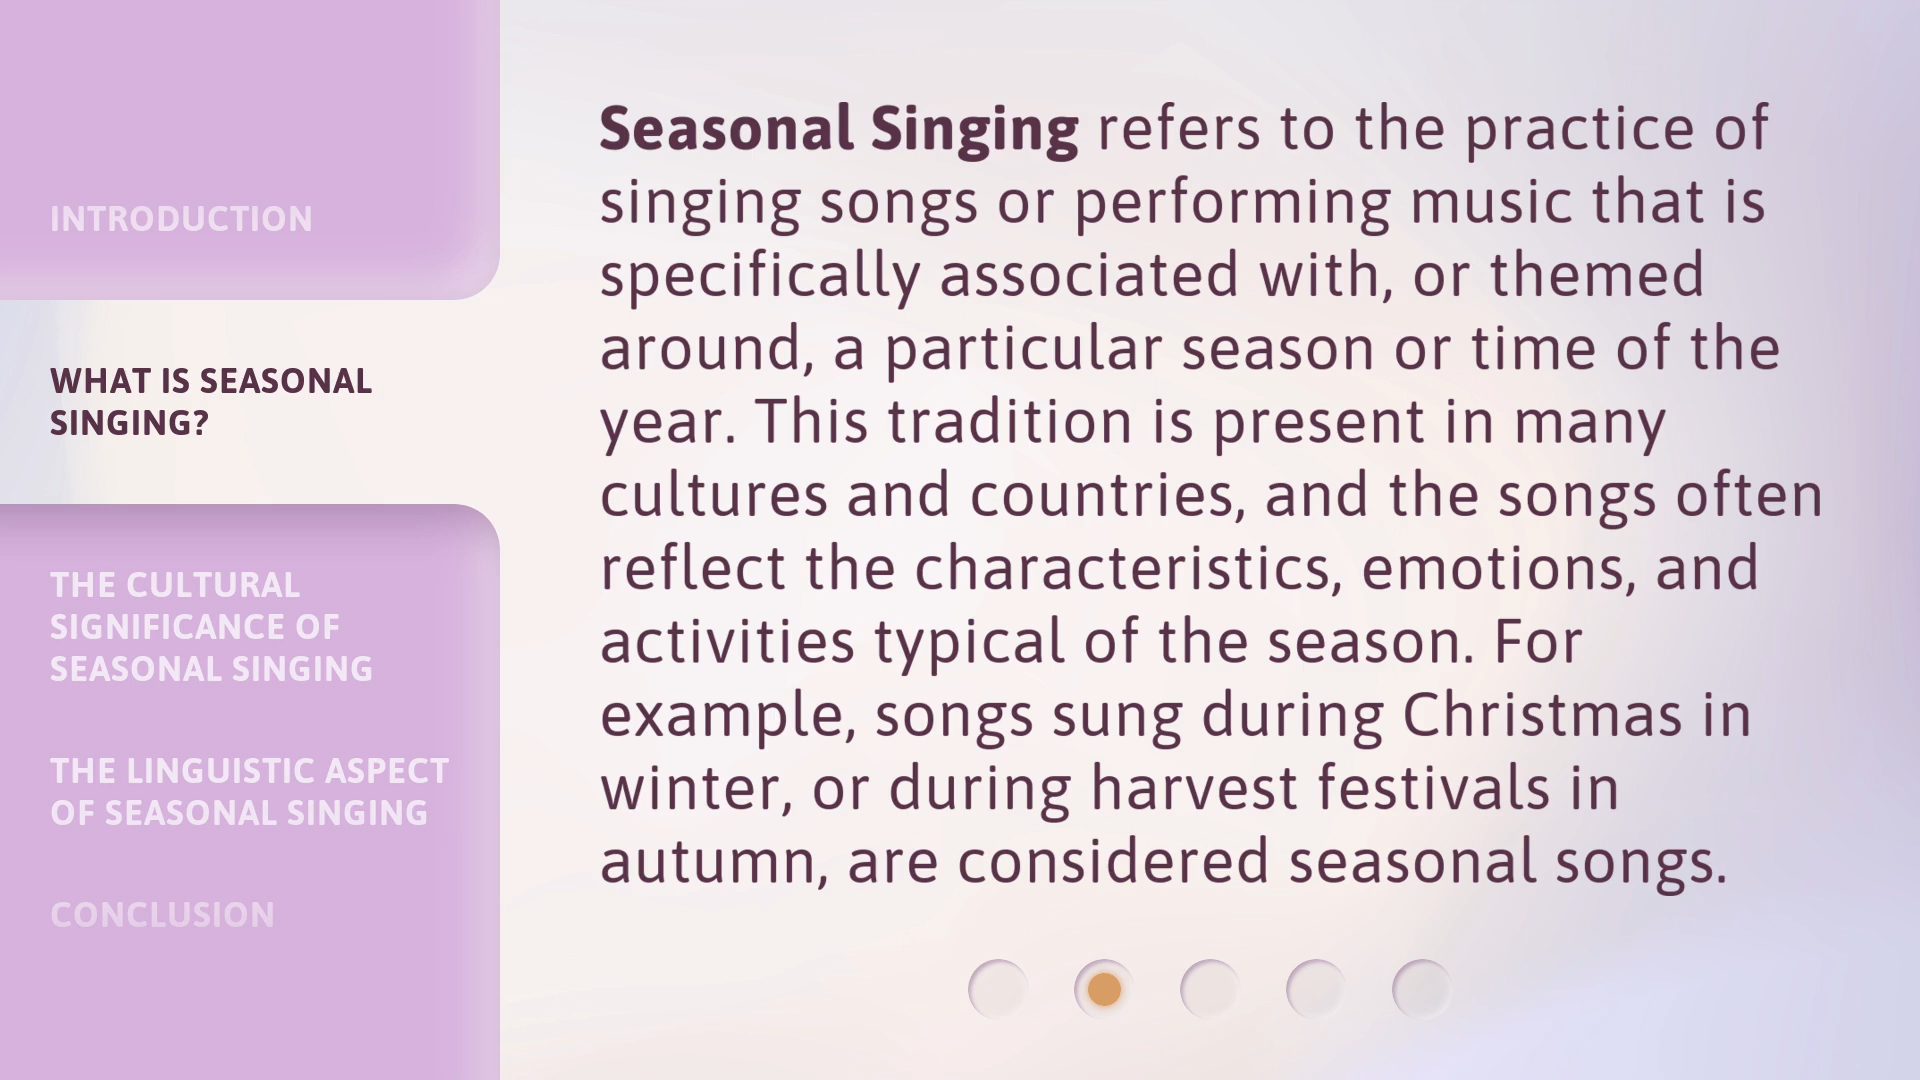 INTRODUCTION
WHAT IS SEASONAL
SINGING?
THE CULTURAL
SIGNIFICANCE OF
SEASONAL SINGING
THE LINGUISTIC ASPECT
OF SEASONAL SINGING
CONCLUSION
Seasonal Singing refers to the practice of
singing songs or performing music that is
specifically associated with, or themed
around, a particular season or time of the
year. This tradition is present in many
cultures and countries, and the songs often
reflect the characteristics, emotions, and
activities typical of the season. For
example, songs sung during Christmas in
winter, or during harvest festivals in
autumn, are considered seasonal songs.